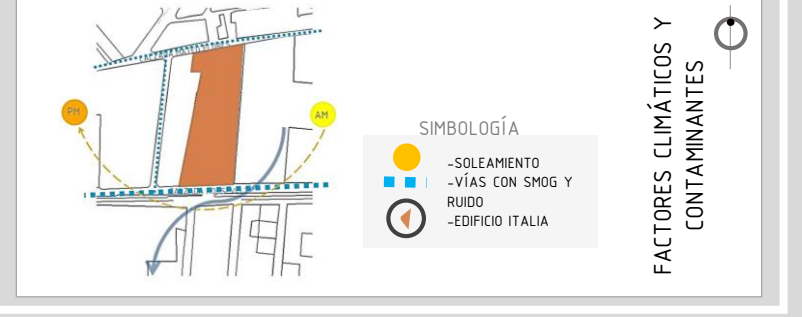 PM
AM
SIMBOLOGÍA
-SOLEAMIENTO
-VÍAS CON SMOG Y
RUIDO
-EDIFICIO ITALIA
FACTORES CLIMÁTICOS Y
CONTAMINANTES